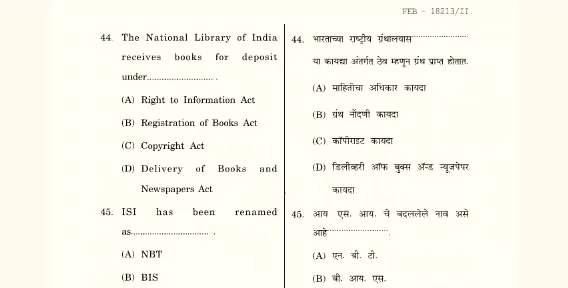 FEB – 18213/II
44. The National Library of India
receives books for deposit
under........................ .
(A) Right to Information Act
(B) Registration of Books Act
(C) Copyright Act
(D) Delivery of Books and
Newspapers Act
45. ISI has been renamed
as............................. .
(A) NBT
(B) BIS
44. भारताच्या राष्ट्रीय ग्रंथालयास.....................
या कायद्या अंतर्गत ठेव म्हणून ग्रंथ प्राप्त होतात.
(A) माहितीचा अधिकार कायदा
(B) ग्रंथ नोंदणी कायदा
(C) कॉपीराइट कायदा
(D) डिलीव्हरी ऑफ बुक्स अ‍ॅन्ड न्यूजपेपर
कायदा
45. आय एस. आय. चे बदललेले नाव असे
आहे......................
(A) एन. बी. टी.
(B) बी. आय. एस.